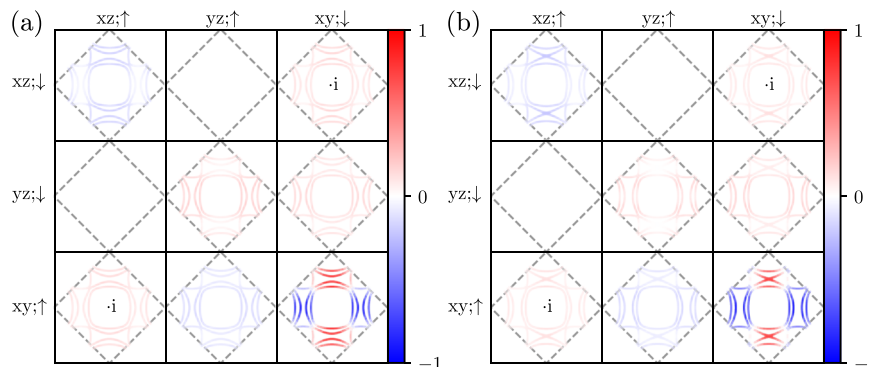 (a) xz;↑ yz;↑ xy;↓ 1 (b) xz;↑ yz;↑ xy;↓ 1
xz;↓ ·i xz;↓ ·i
yz;↓ 0 yz;↓ 0
xy;↑ ·i xy;↑ ·i
−1 −